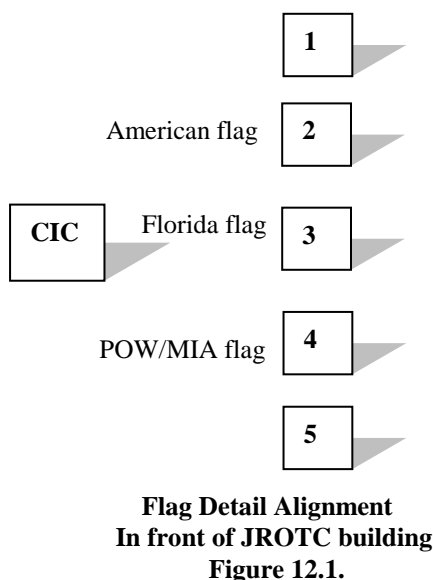 1
American flag 2
CIC Florida flag 3
POW/MIA flag 4
5
Flag Detail Alignment
In front of JROTC building
Figure 12.1.